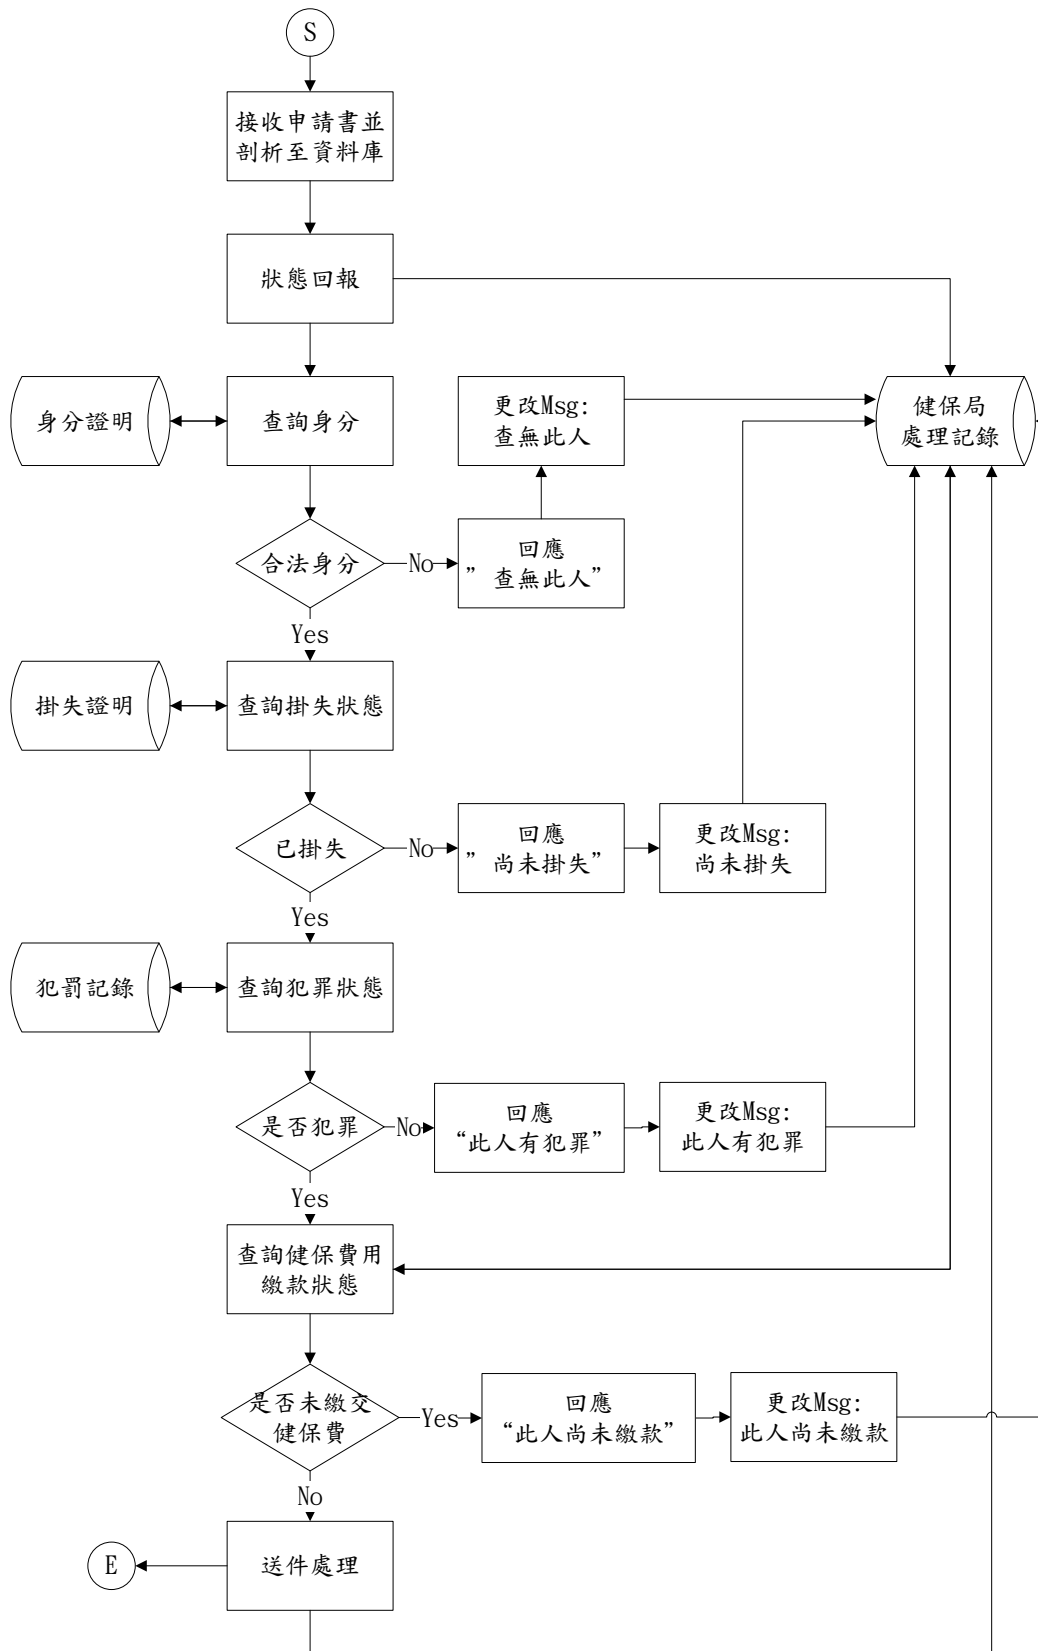 S
接收申請書並
剖析至資料庫
狀態回報
身分證明
查詢身分
更改Msg:
查無此人
健保局
處理記錄
合法身分
No
回應
”查無此人”
Yes
掛失證明
查詢掛失狀態
已掛失
No
回應
”尚未掛失”
更改Msg:
尚未掛失
Yes
犯罰記錄
查詢犯罪狀態
是否犯罪
No
回應
“此人有犯罪”
更改Msg:
此人有犯罪
Yes
查詢健保費用
繳款狀態
是否未繳交
健保費
Yes
回應
“此人尚未繳款”
更改Msg:
此人尚未繳款
No
E
送件處理